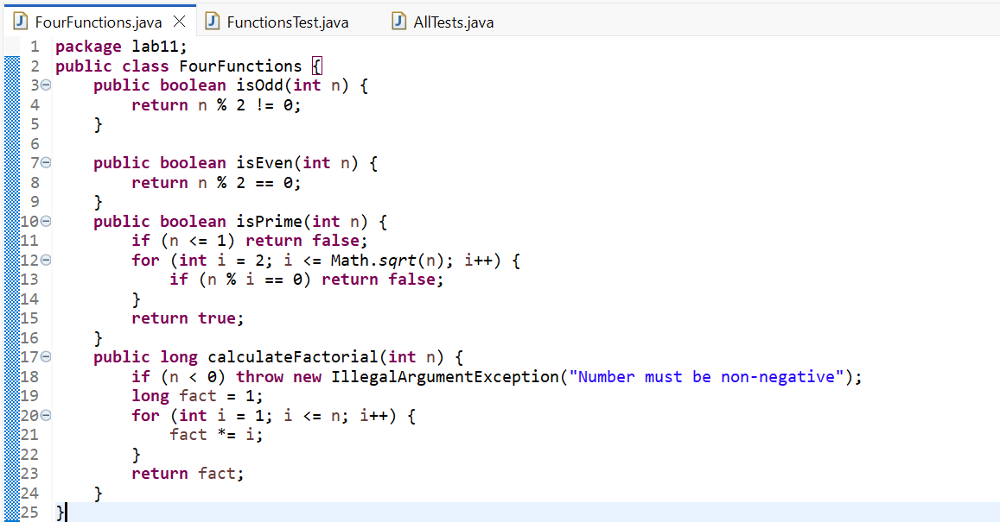 FourFunctions.java FunctionsTest.java AllTests.java
1 package lab11;
2 public class FourFunctions {
3 public boolean isOdd(int n) {
4 return n % 2 != 0;
5 }
6
7 public boolean isEven(int n) {
8 return n % 2 == 0;
9 }
10 public boolean isPrime(int n) {
11 if (n <= 1) return false;
12 for (int i = 2; i <= Math.sqrt(n); i++) {
13 if (n % i == 0) return false;
14 }
15 return true;
16 }
17 public long calculateFactorial(int n) {
18 if (n < 0) throw new IllegalArgumentException("Number must be non-negative");
19 long fact = 1;
20 for (int i = 1; i <= n; i++) {
21 fact *= i;
22 }
23 return fact;
24 }
25 }